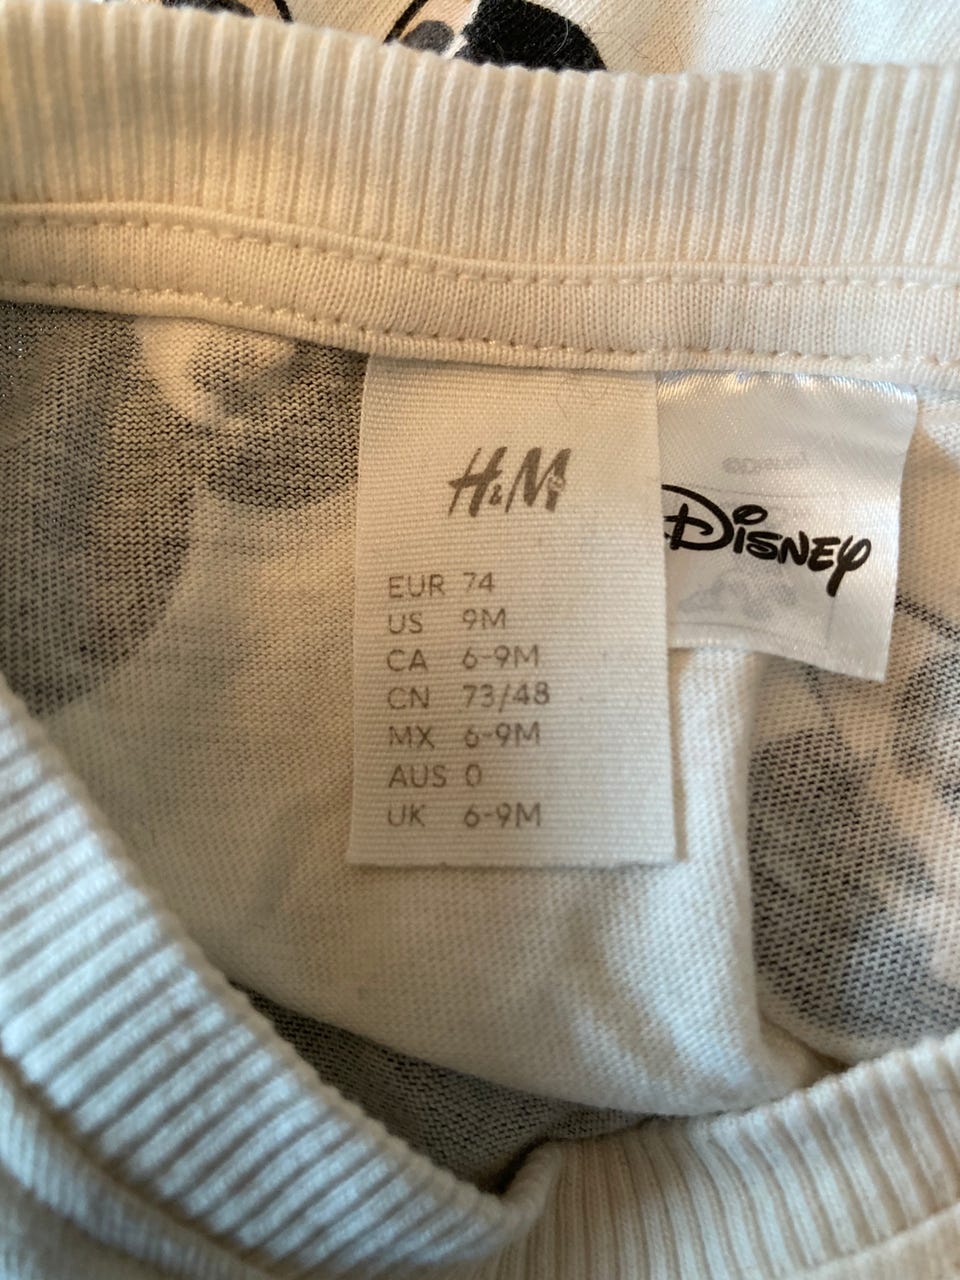 H&M
EUR 74
US 9M
CA 6-9M
CN 73/48
MX 6-9M
AUS 0
UK 6-9M
Disney